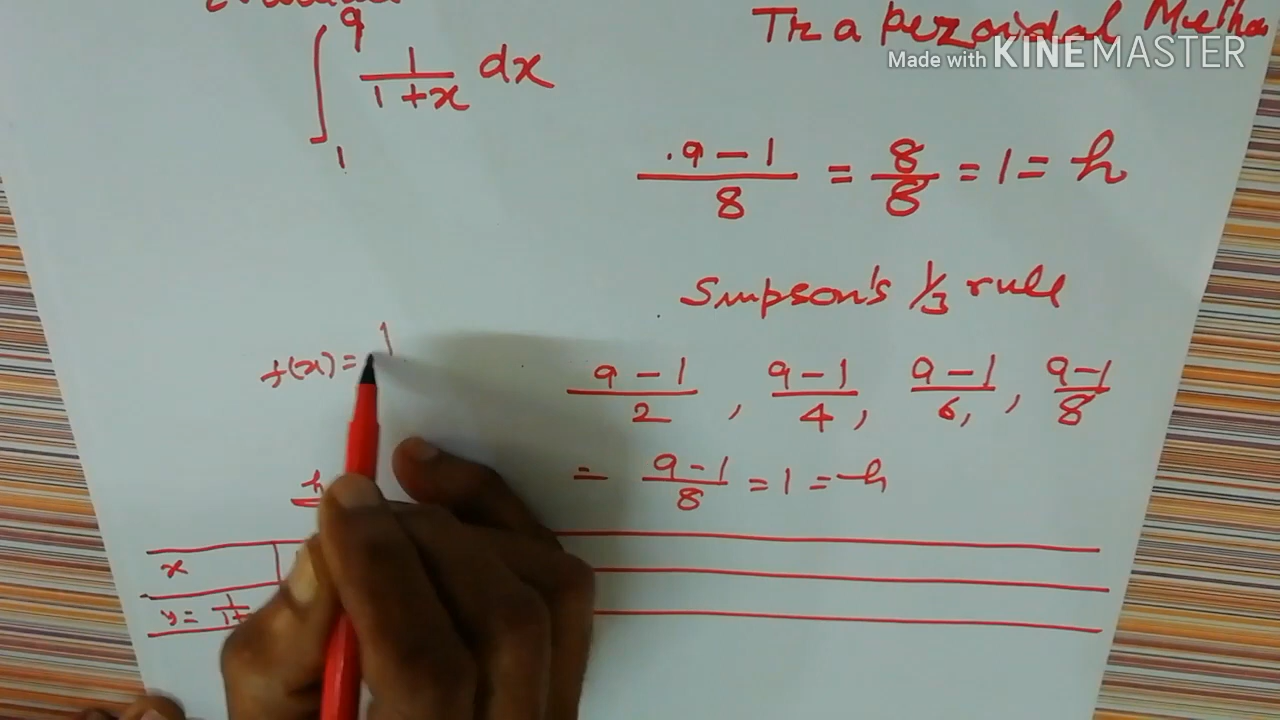 Trapezoidal Method
Made with KINEMASTER
∫₁⁹ 1/(1+x) dx
.9-1/8 = 8/8 = 1 = h
Simpson's 1/3 rule
f(x) = 1
9-1/2, 9-1/4, 9-1/6, 9-1/8
= 9-1/8 = 1 = h
h
x
y = 1/1+